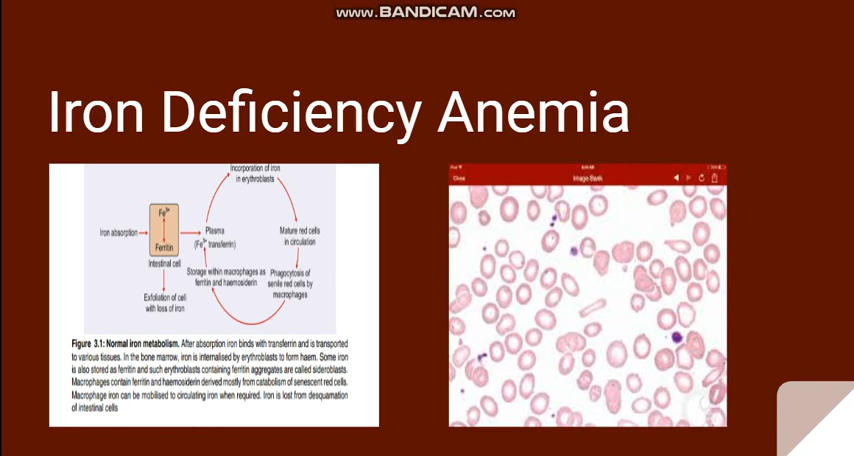 www.BANDICAM.com
Iron Deficiency Anemia
Incorporation of iron
in erythroblasts
Iron absorption
Fe
Ferritin
Intestinal cell
Exfoliation of cell
with loss of iron
Plasma
transferrin)
Mature red cells
in circulation
Storage within macrophages as
ferritin and haemosiderin
Phagocytosis of
senile red cells by
macrophages
Figure 3.1: Normal iron metabolism. After absorption iron binds with transferrin and is transported
to various tissues. In the bone marrow, iron is internalised by erythroblasts to form haem. Some iron
is also stored as ferritin and such erythroblasts containing ferritin aggregates are called sideroblasts.
Macrophages contain ferritin and haemosiderin derived mostly from catabolism of senescent red cells.
Macrophage iron can be mobilised to circulating iron when required. Iron is lost from desquamation
of intestinal cells
Close
Image Bank